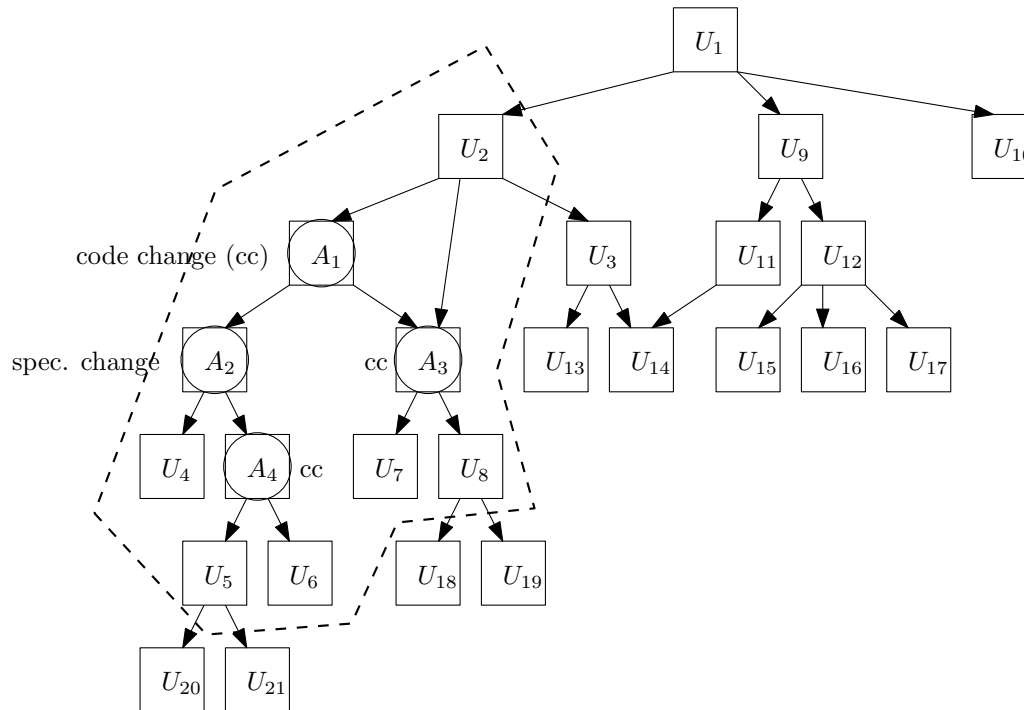 U₁
U₂
U₉
U₁₀
code change (cc)
A₁
U₃
U₁₁
U₁₂
spec. change
A₂
cc
A₃
U₁₃
U₁₄
U₁₅
U₁₆
U₁₇
U₄
A₄
cc
U₇
U₈
U₅
U₆
U₁₈
U₁₉
U₂₀
U₂₁